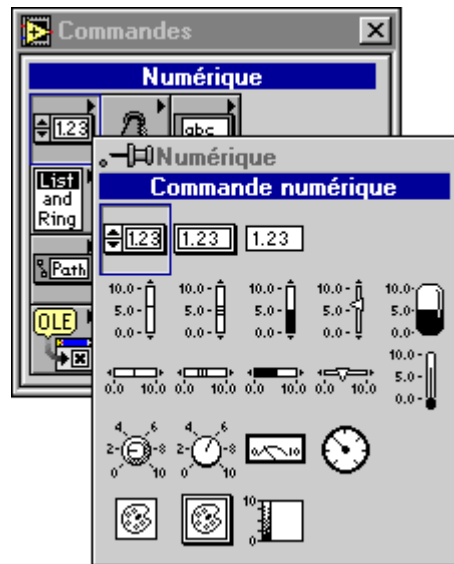 Commandes
Numérique
1.23
abc
List
and
Ring
Path
OLE
Numérique
Commande numérique
1.23 1.23 1.23
10.0 10.0 10.0 10.0 10.0
5.0 5.0 5.0 5.0 5.0
0.0 0.0 0.0 0.0 0.0
10.0
5.0
0.0
0.0 10.0 0.0 10.0 0.0 10.0 0.0 10.0
4 6 4 6
2 8 2 8
0 10 0 10
0 10
10
0